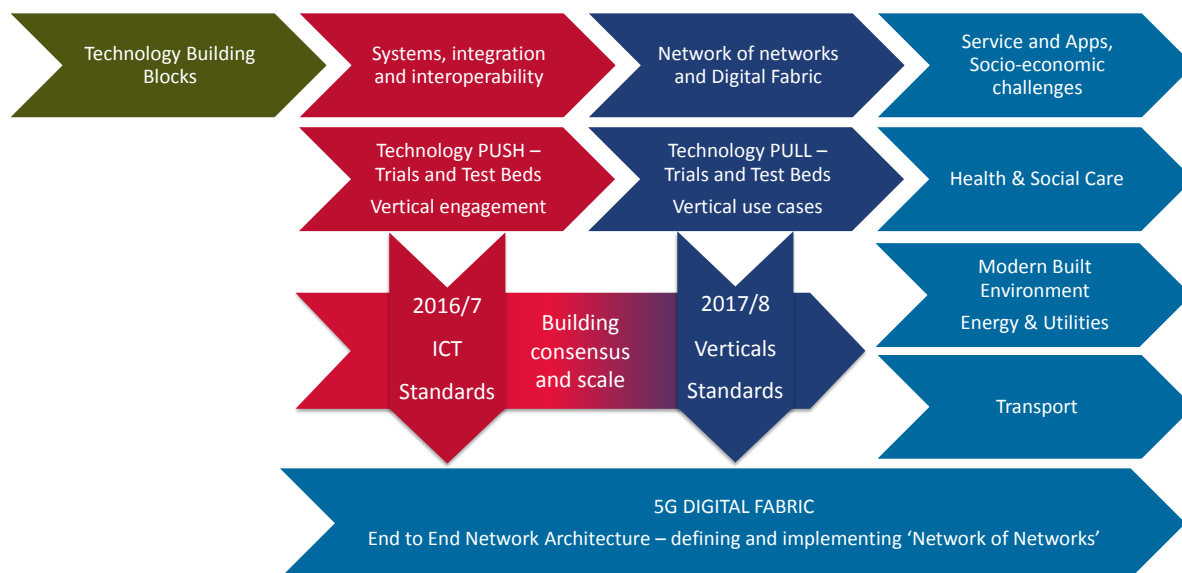 Technology Building
Blocks
Systems, integration
and interoperability
Network of networks
and Digital Fabric
Service and Apps,
Socio-economic
challenges
Technology PUSH –
Trials and Test Beds
Vertical engagement
Technology PULL –
Trials and Test Beds
Vertical use cases
Health & Social Care
2016/7
ICT
Standards
Building
consensus
and scale
2017/8
Verticals
Standards
Modern Built
Environment
Energy & Utilities
Transport
5G DIGITAL FABRIC
End to End Network Architecture – defining and implementing ‘Network of Networks’